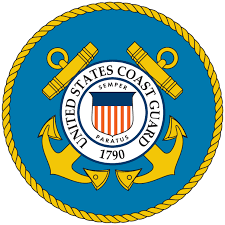 UNITED STATES COAST GUARD
SEMPER
PARATUS
1790